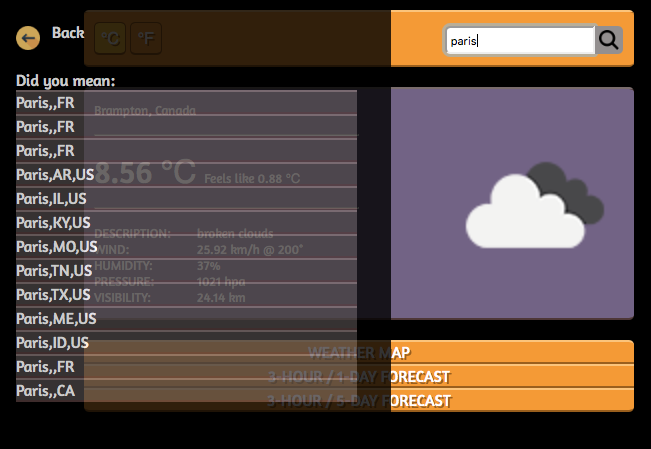 Back
°C
°F
paris
Did you mean:
Paris,,FR
Paris,,FR
Paris,,FR
Paris,AR,US
Paris,IL,US
Paris,KY,US
Paris,MO,US
Paris,TN,US
Paris,TX,US
Paris,ME,US
Paris,ID,US
Paris,,FR
Paris,,CA
Brampton, Canada
8.56 °C Feels like 0.88 °C
DESCRIPTION: broken clouds
WIND: 25.92 km/h @ 200°
HUMIDITY: 37%
PRESSURE: 1021 hpa
VISIBILITY: 24.14 km
WEATHER MAP
3-HOUR / 1-DAY FORECAST
3-HOUR / 5-DAY FORECAST